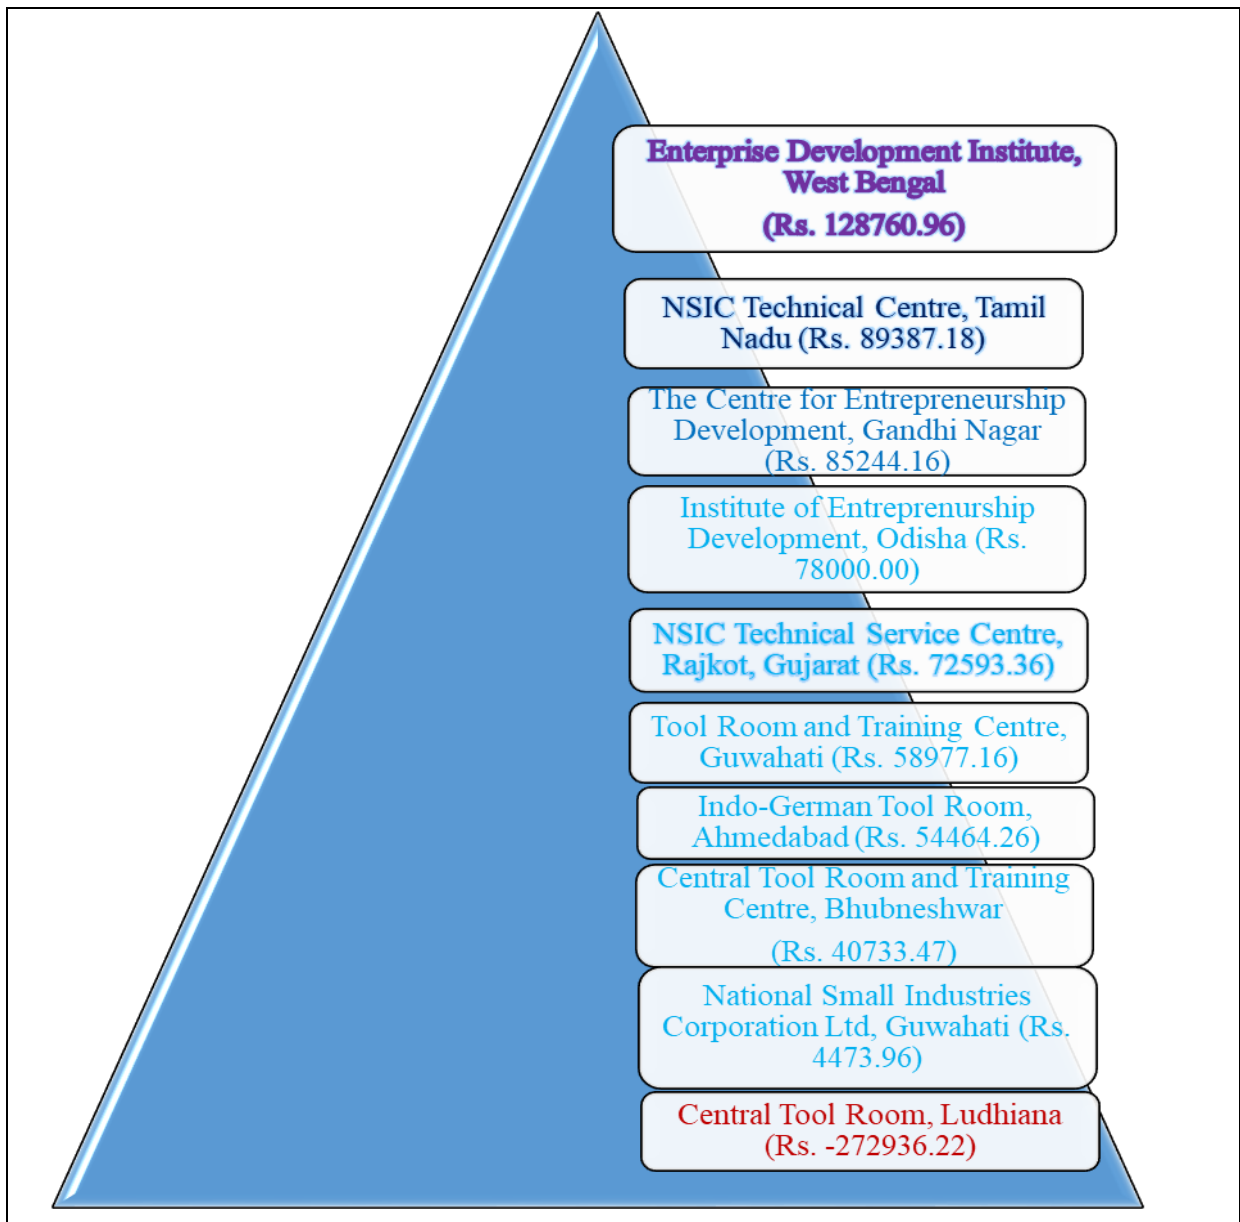 Enterprise Development Institute,
West Bengal
(Rs. 128760.96)
NSIC Technical Centre, Tamil
Nadu (Rs. 89387.18)
The Centre for Entrepreneurship
Development, Gandhi Nagar
(Rs. 85244.16)
Institute of Entreprenurship
Development, Odisha (Rs.
78000.00)
NSIC Technical Service Centre,
Rajkot, Gujarat (Rs. 72593.36)
Tool Room and Training Centre,
Guwahati (Rs. 58977.16)
Indo-German Tool Room,
Ahmedabad (Rs. 54464.26)
Central Tool Room and Training
Centre, Bhubneshwar
(Rs. 40733.47)
National Small Industries
Corporation Ltd, Guwahati (Rs.
4473.96)
Central Tool Room, Ludhiana
(Rs. -272936.22)